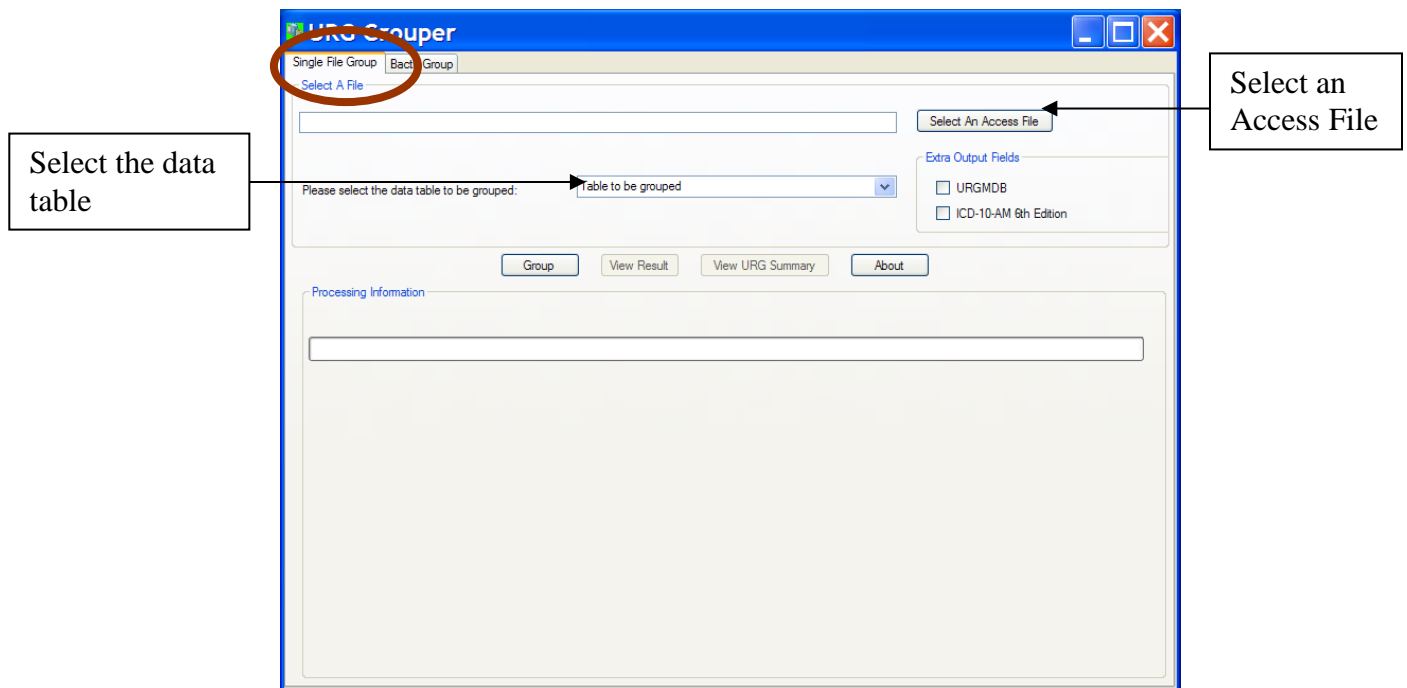 URG Grouper
Single File Group
Group
Select A File
Select An Access File
Select an
Access File
Select the data
table
Extra Output Fields
Please select the data table to be grouped:
Table to be grouped
URGMDB
ICD-10-AM 6th Edition
Group
View Result
View URG Summary
About
Processing Information